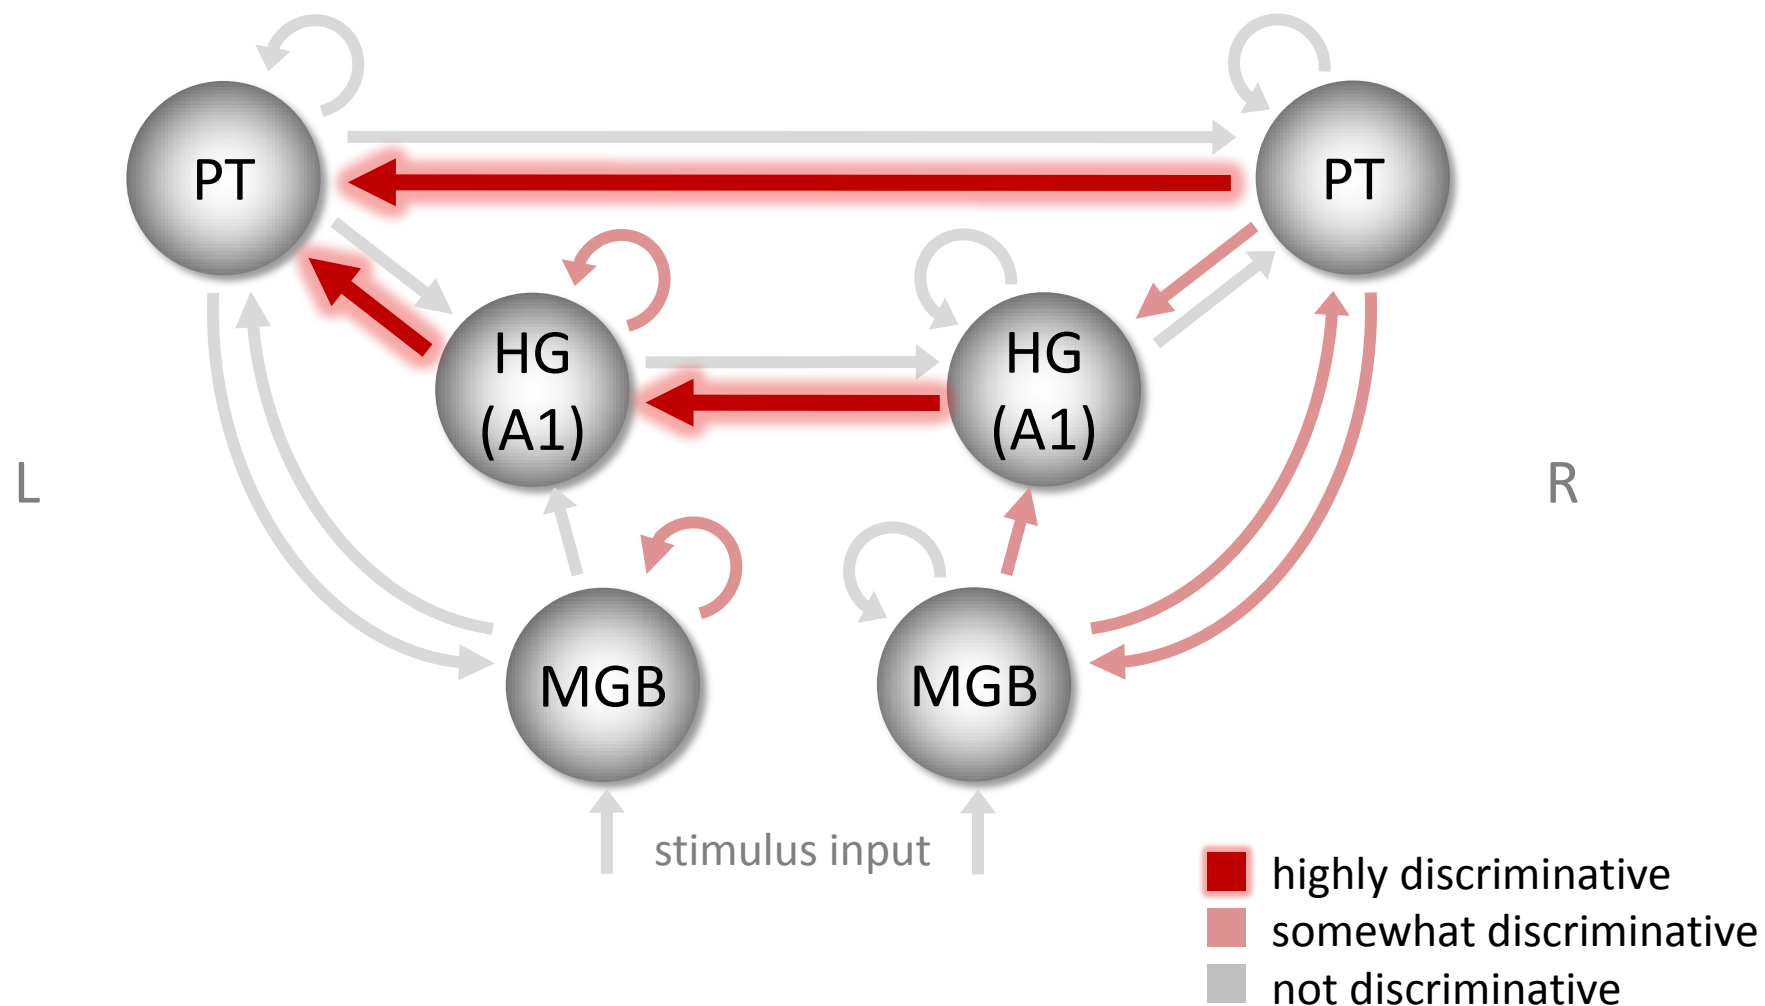 PT
PT
HG
(A1)
HG
(A1)
L
R
MGB
MGB
stimulus input
highly discriminative
somewhat discriminative
not discriminative